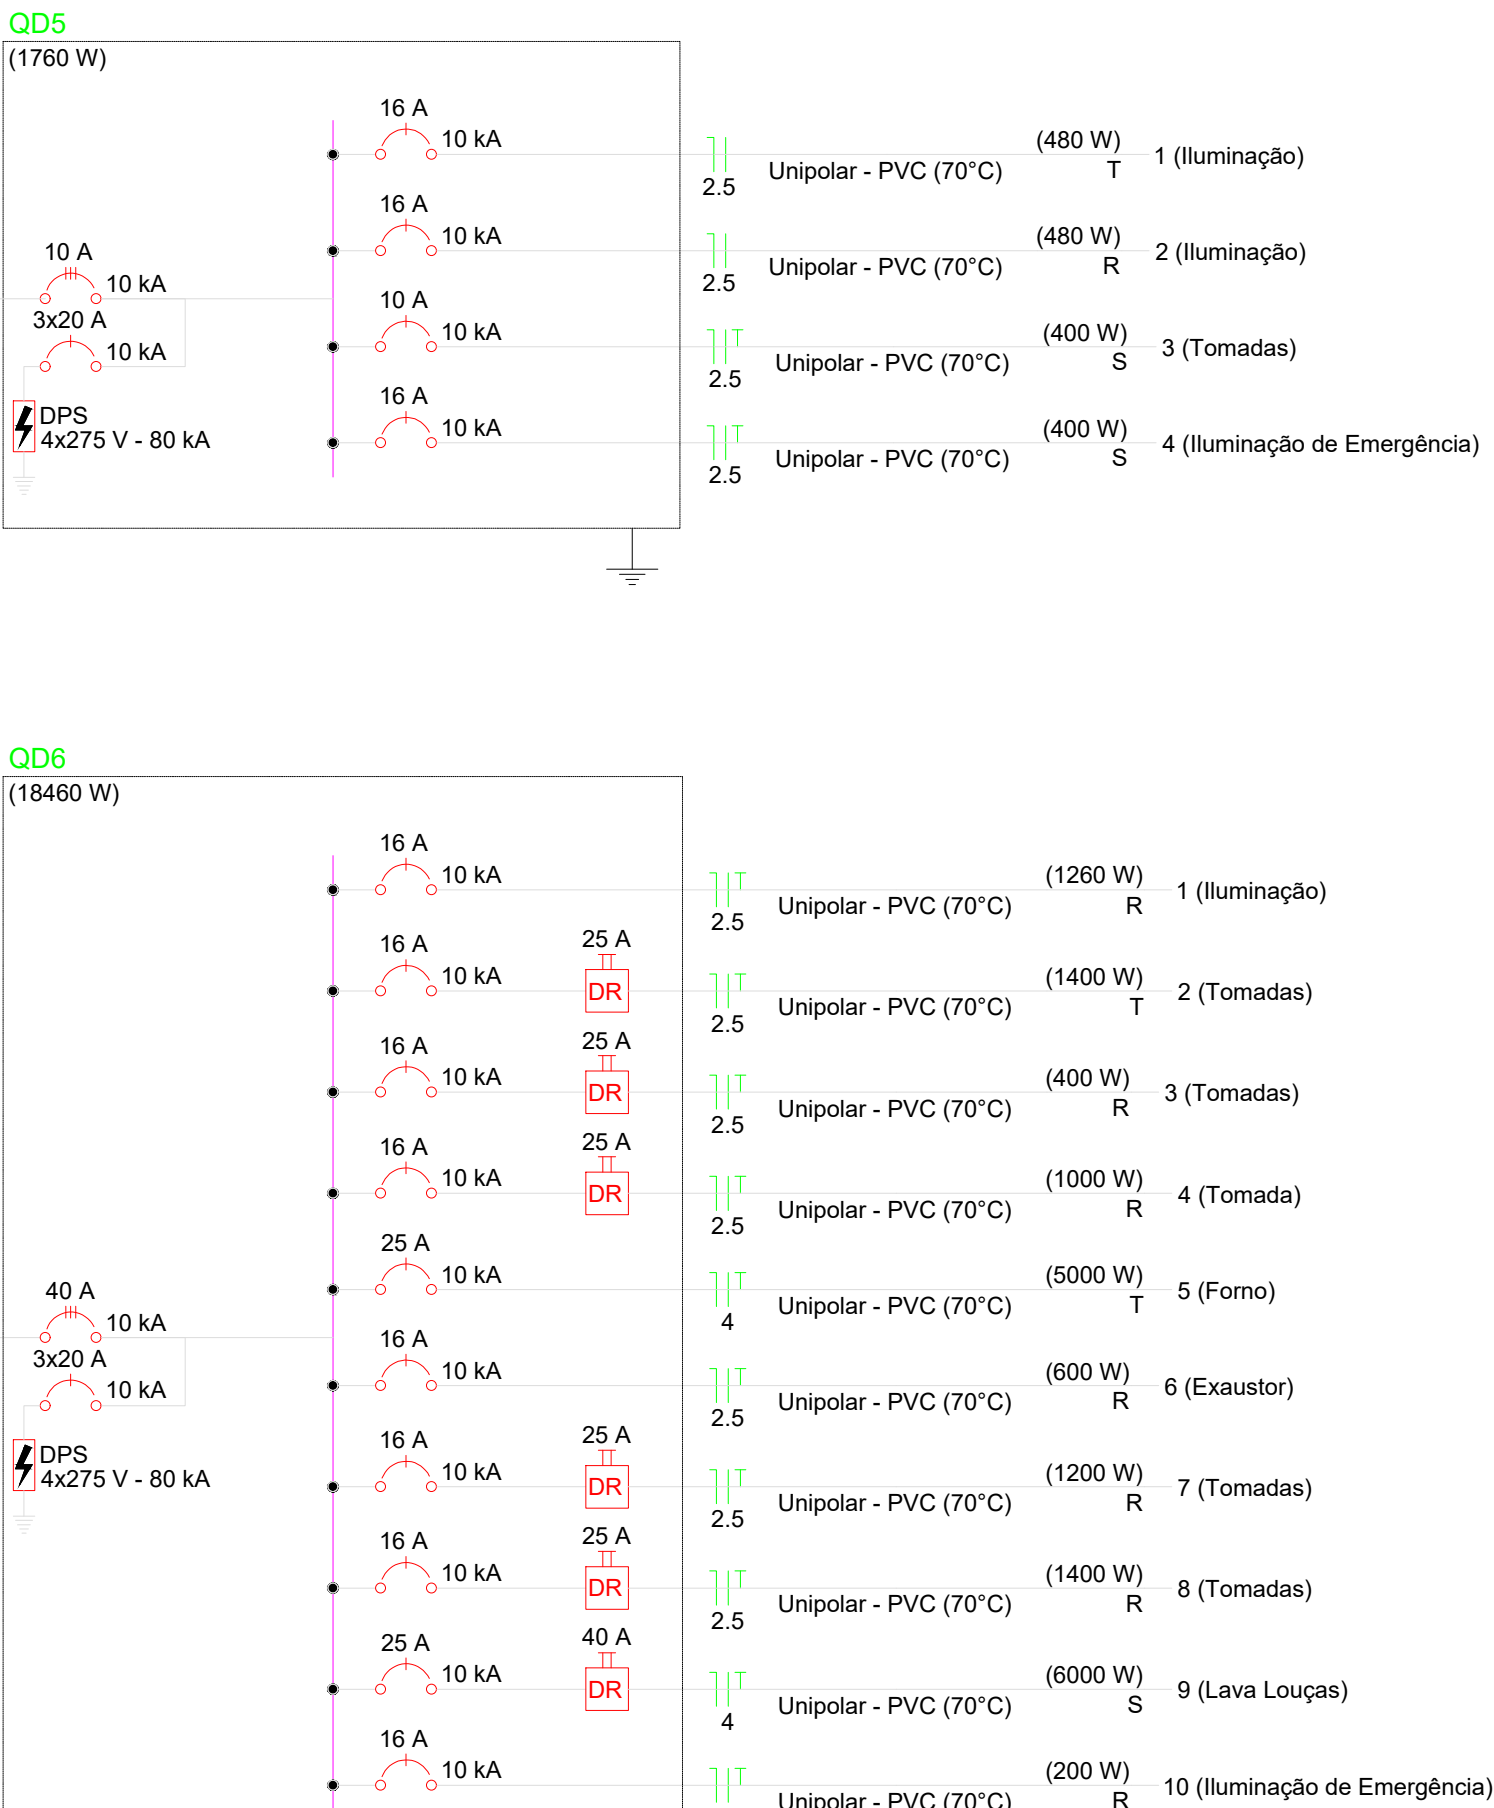 QD5
(1760 W)
16 A
10 kA
2.5
Unipolar - PVC (70°C)
(480 W)
T
1 (Iluminação)
16 A
10 kA
2.5
Unipolar - PVC (70°C)
(480 W)
R
2 (Iluminação)
10 A
10 kA
10 A
10 kA
2.5
Unipolar - PVC (70°C)
(400 W)
S
3 (Tomadas)
3x20 A
10 kA
16 A
10 kA
2.5
Unipolar - PVC (70°C)
(400 W)
S
4 (Iluminação de Emergência)
DPS
4x275 V - 80 kA
QD6
(18460 W)
16 A
10 kA
2.5
Unipolar - PVC (70°C)
(1260 W)
R
1 (Iluminação)
16 A
10 kA
25 A
DR
2.5
Unipolar - PVC (70°C)
(1400 W)
T
2 (Tomadas)
16 A
10 kA
25 A
DR
2.5
Unipolar - PVC (70°C)
(400 W)
R
3 (Tomadas)
16 A
10 kA
25 A
DR
2.5
Unipolar - PVC (70°C)
(1000 W)
R
4 (Tomada)
25 A
10 kA
4
Unipolar - PVC (70°C)
(5000 W)
T
5 (Forno)
40 A
10 kA
16 A
10 kA
2.5
Unipolar - PVC (70°C)
(600 W)
R
6 (Exaustor)
3x20 A
10 kA
DPS
4x275 V - 80 kA
16 A
10 kA
25 A
DR
2.5
Unipolar - PVC (70°C)
(1200 W)
R
7 (Tomadas)
16 A
10 kA
25 A
DR
2.5
Unipolar - PVC (70°C)
(1400 W)
R
8 (Tomadas)
25 A
10 kA
40 A
DR
4
Unipolar - PVC (70°C)
(6000 W)
S
9 (Lava Louças)
16 A
10 kA
Unipolar - PVC (70°C)
(200 W)
R
10 (Iluminação de Emergência)